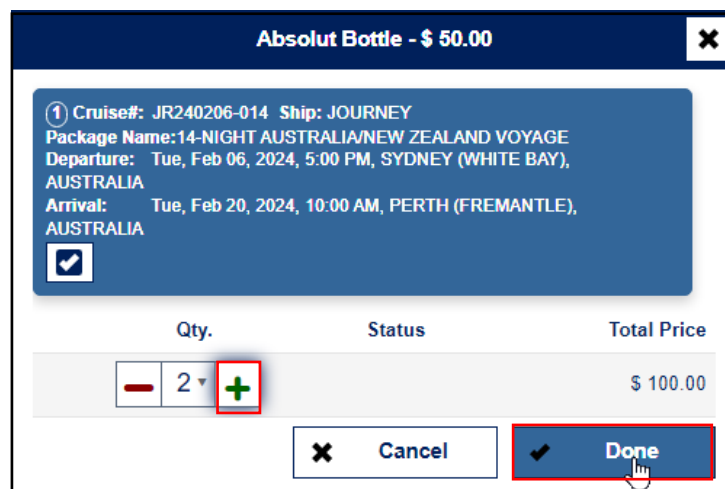 Absolut Bottle - $ 50.00
1 Cruise#: JR240206-014 Ship: JOURNEY
Package Name:14-NIGHT AUSTRALIA/NEW ZEALAND VOYAGE
Departure: Tue, Feb 06, 2024, 5:00 PM, SYDNEY (WHITE BAY),
AUSTRALIA
Arrival: Tue, Feb 20, 2024, 10:00 AM, PERTH (FREMANTLE),
AUSTRALIA
Qty. Status Total Price
2 $ 100.00
Cancel Done